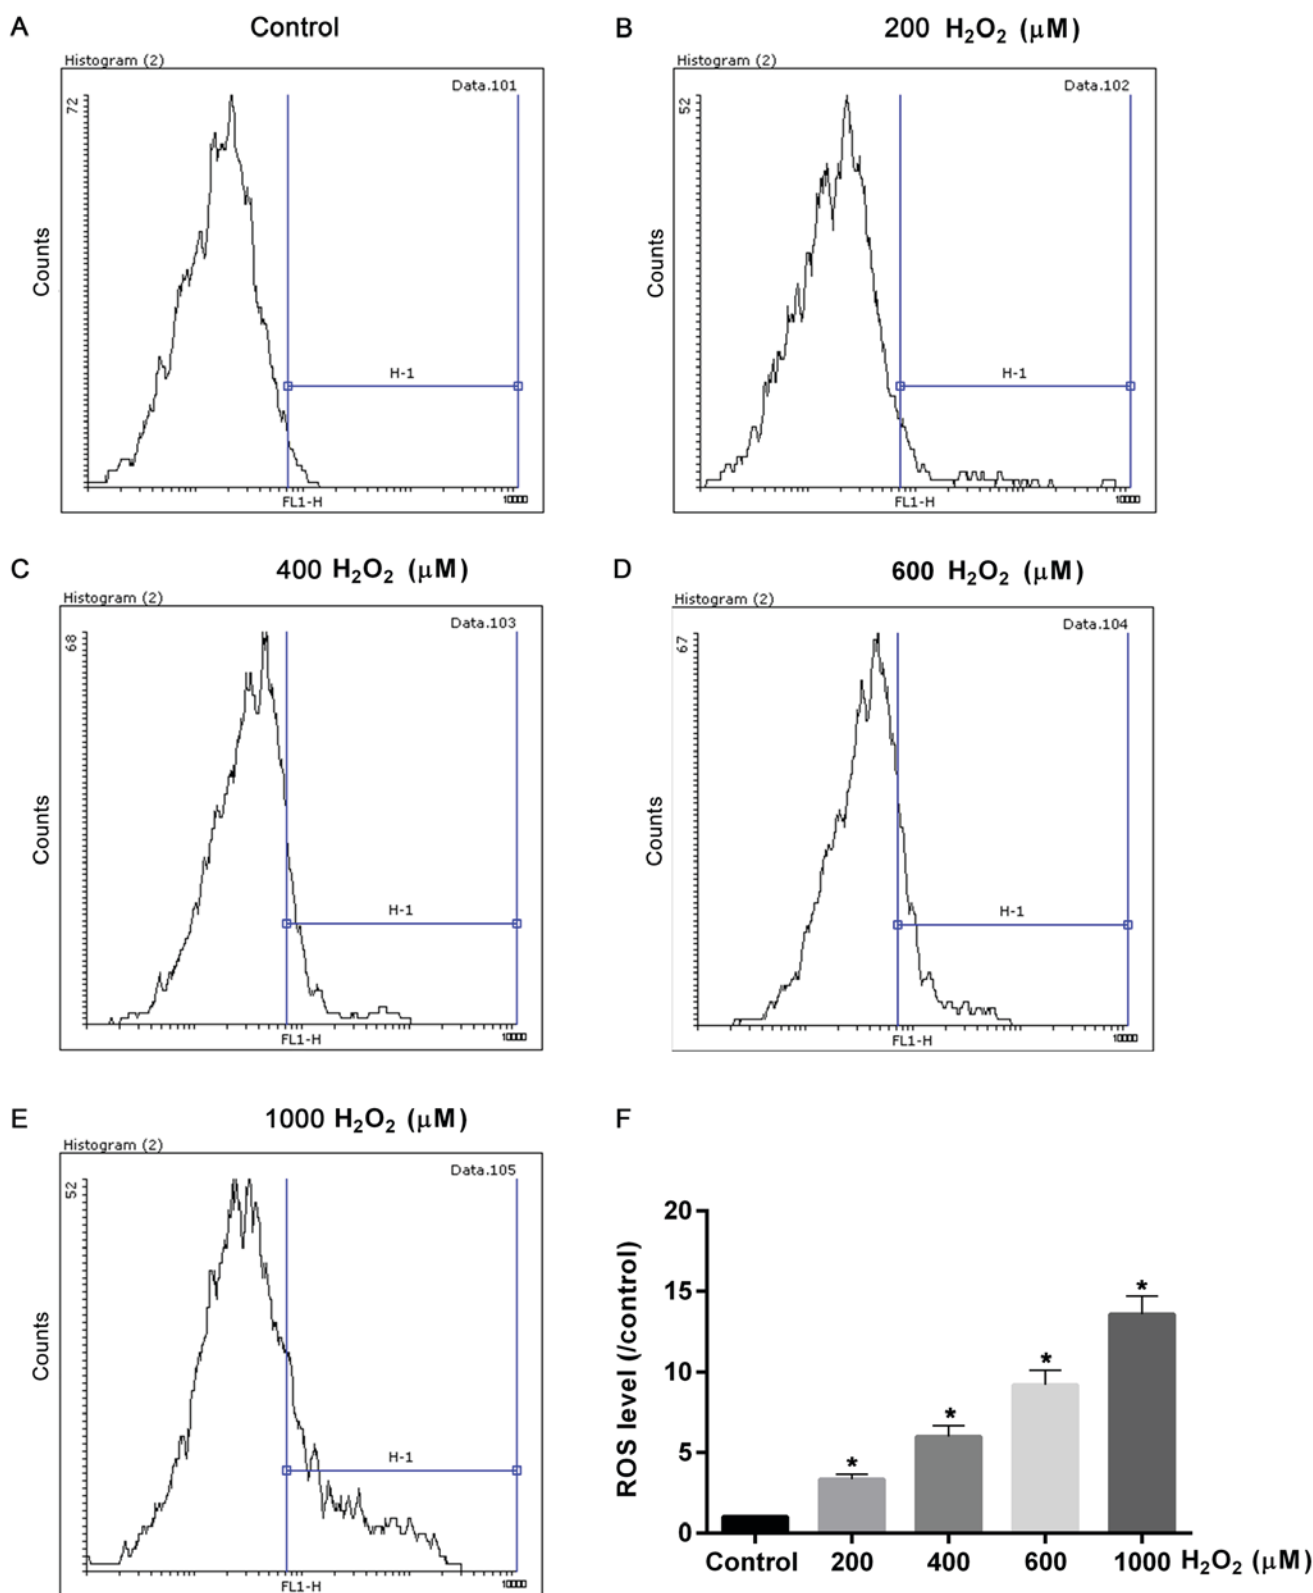 A
Control
Histogram (2)
Data.101
72
Counts
H-1
FL1-H
10000
B
200 H₂O₂ (μM)
Histogram (2)
Data.102
52
Counts
H-1
FL1-H
10000
C
400 H₂O₂ (μM)
Histogram (2)
Data.103
68
Counts
H-1
FL1-H
10000
D
600 H₂O₂ (μM)
Histogram (2)
Data.104
67
Counts
H-1
FL1-H
10000
E
1000 H₂O₂ (μM)
Histogram (2)
Data.105
52
Counts
H-1
FL1-H
10000
F
ROS level (/control)
20
15
10
5
0
*
*
*
*
Control 200 400 600 1000 H₂O₂ (μM)